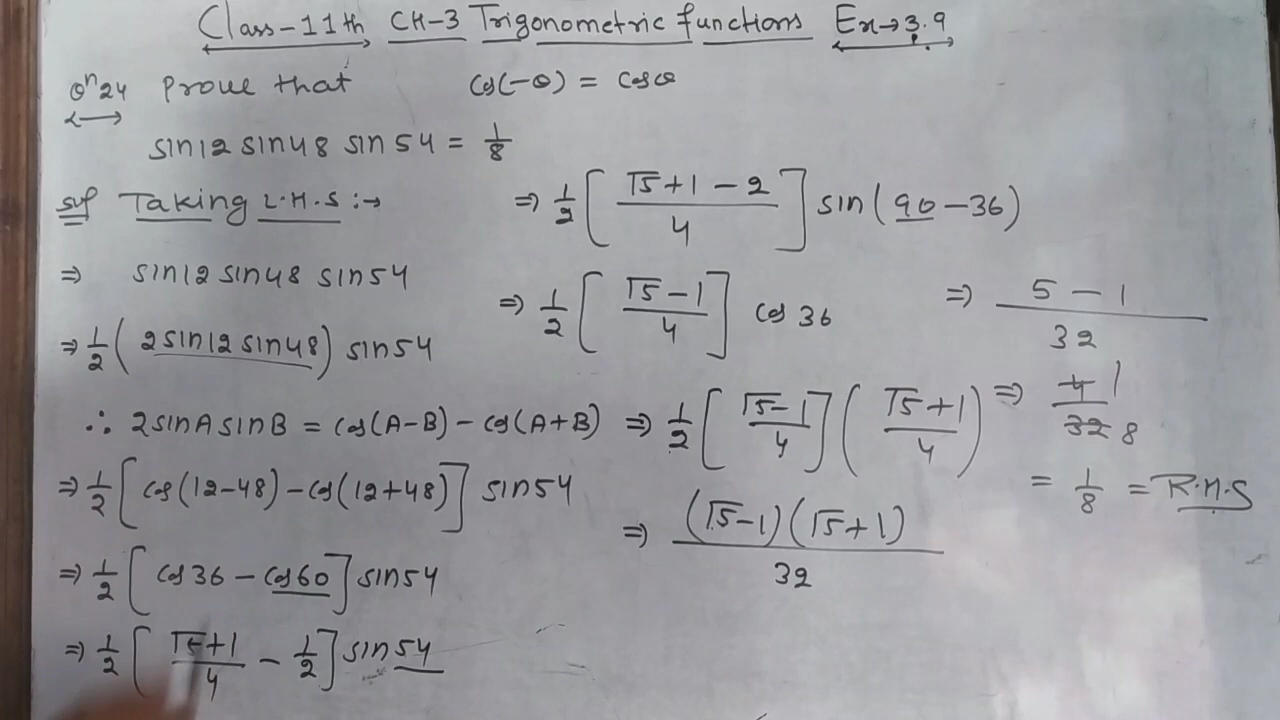 Class-11th CH-3 Trigonometric functions Ex→3.9
Qⁿ24 Prove that cos(-θ) = cosθ
sin12 sin48 sin54 = 1/8
Sol Taking L.H.S :→
⇒ sin12 sin48 sin54
⇒ 1/2 (2sin12 sin48) sin54
∴ 2sinA sinB = cos(A-B) - cos(A+B)
⇒ 1/2 [cos(12-48) - cos(12+48)] sin54
⇒ 1/2 [cos36 - cos60] sin54
⇒ 1/2 [(√5+1)/4 - 1/2] sin54
⇒ 1/2 [(√5+1-2)/4] sin(90-36)
⇒ 1/2 [(√5-1)/4] cos 36
⇒ 1/2 [(√5-1)/4] ((√5+1)/4)
⇒ (√5-1)(√5+1)/32
⇒ (5-1)/32
⇒ 4/32 1 8
= 1/8 = R.H.S